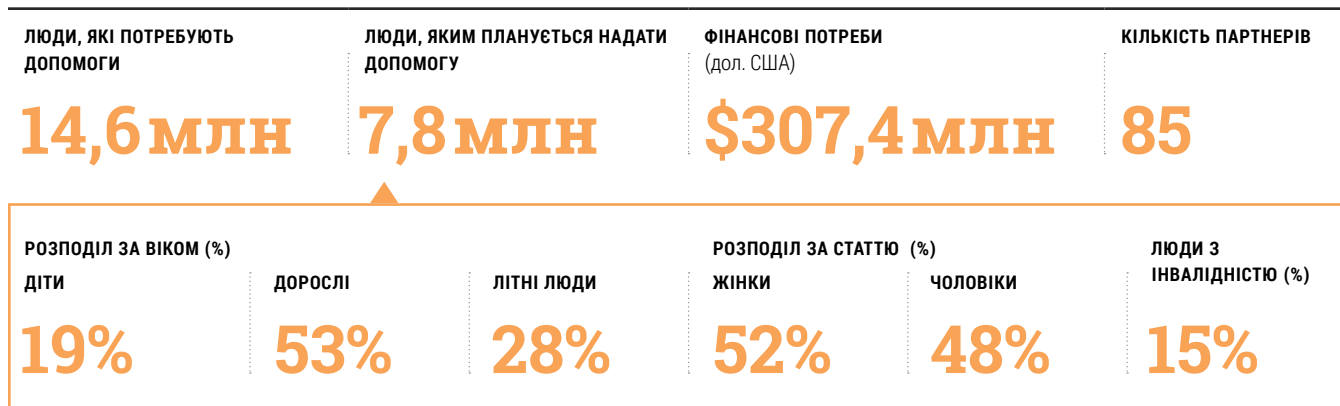 ЛЮДИ, ЯКІ ПОТРЕБУЮТЬ
ДОПОМОГИ
14,6 млн
ЛЮДИ, ЯКИМ ПЛАНУЄТЬСЯ НАДАТИ
ДОПОМОГУ
7,8 млн
ФІНАНСОВІ ПОТРЕБИ
(дол. США)
$307,4 млн
КІЛЬКІСТЬ ПАРТНЕРІВ
85
РОЗПОДІЛ ЗА ВІКОМ (%)
ДІТИ
19%
ДОРОСЛІ
53%
ЛІТНІ ЛЮДИ
28%
РОЗПОДІЛ ЗА СТАТТЮ (%)
ЖІНКИ
52%
ЧОЛОВІКИ
48%
ЛЮДИ З
ІНВАЛІДНІСТЮ (%)
15%